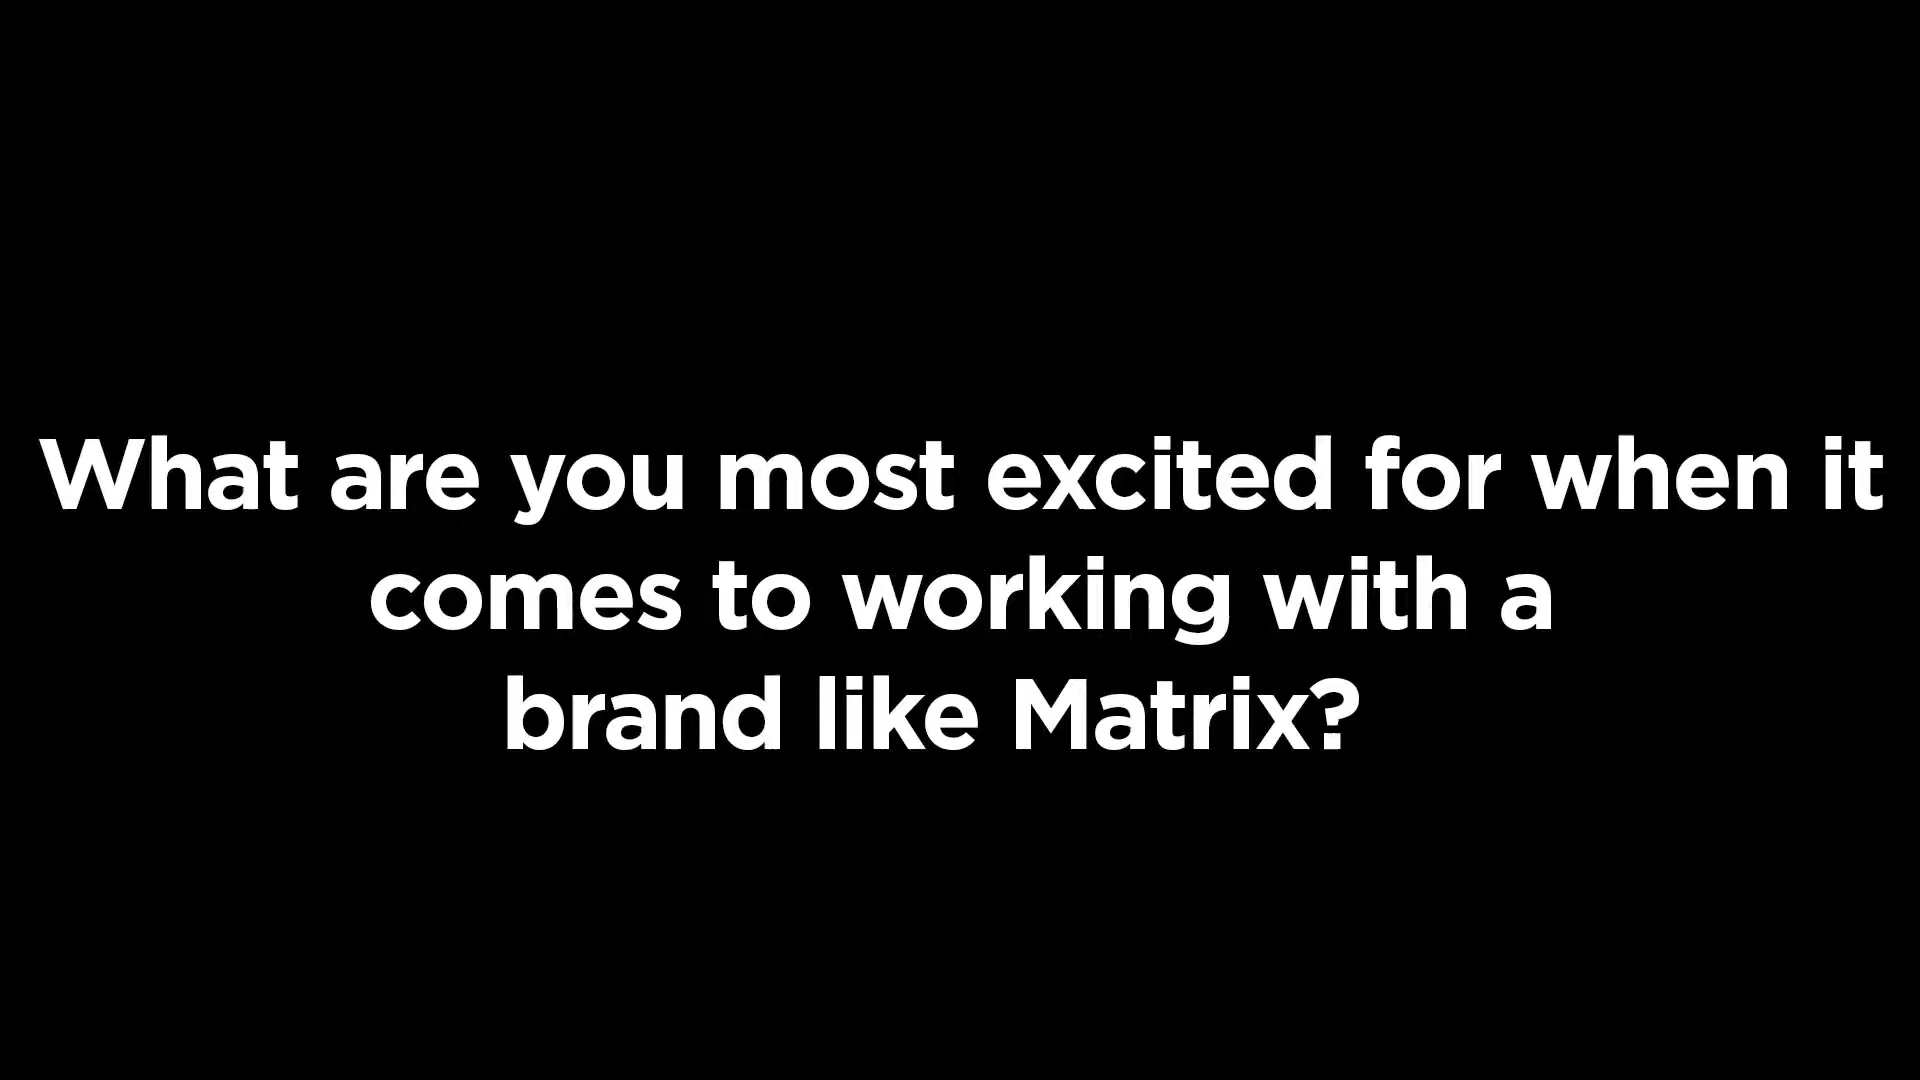 What are you most excited for when it
comes to working with a
brand like Matrix?